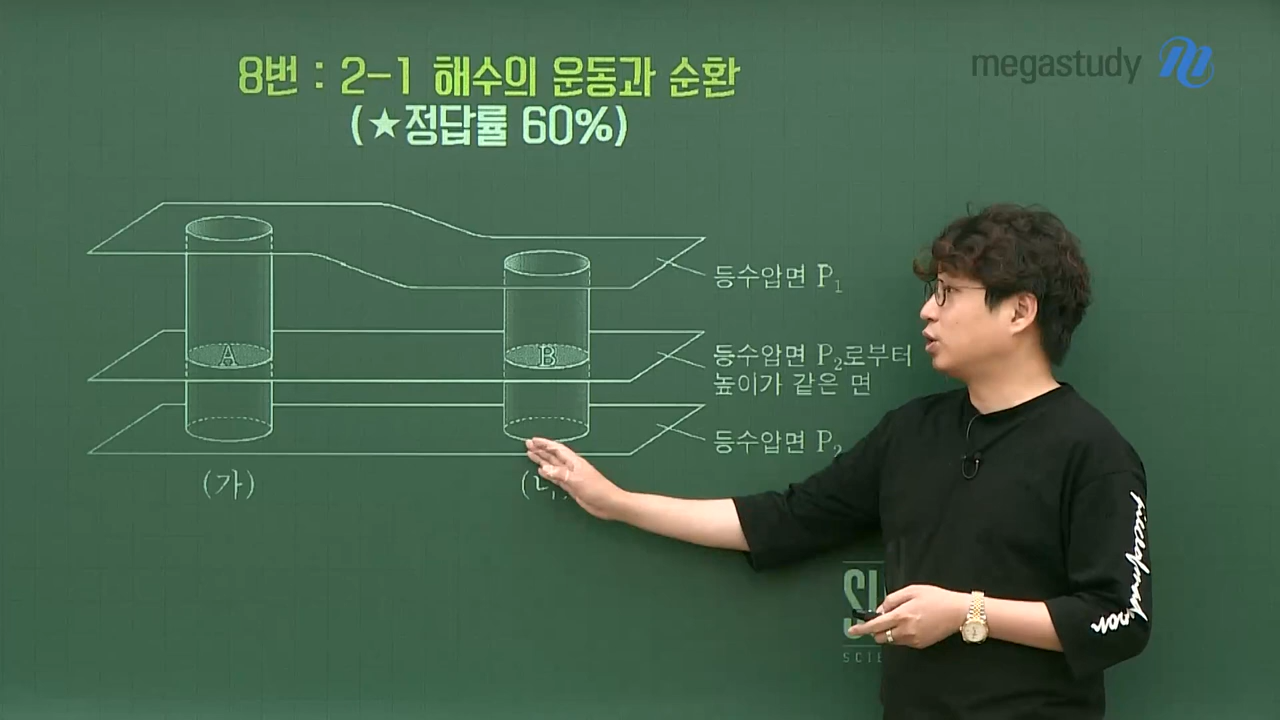 megastudy
8번 : 2-1 해수의 운동과 순환
(★정답률 60%)
등수압면 P₁
A
B
등수압면 P₂로부터
높이가 같은 면
등수압면 P₂
(가)